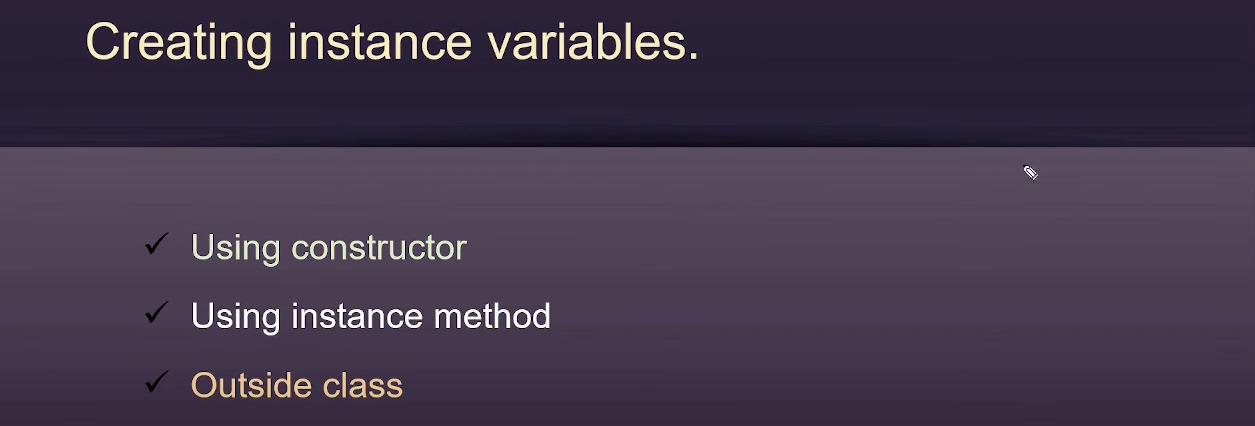 Creating instance variables.
Using constructor
Using instance method
Outside class